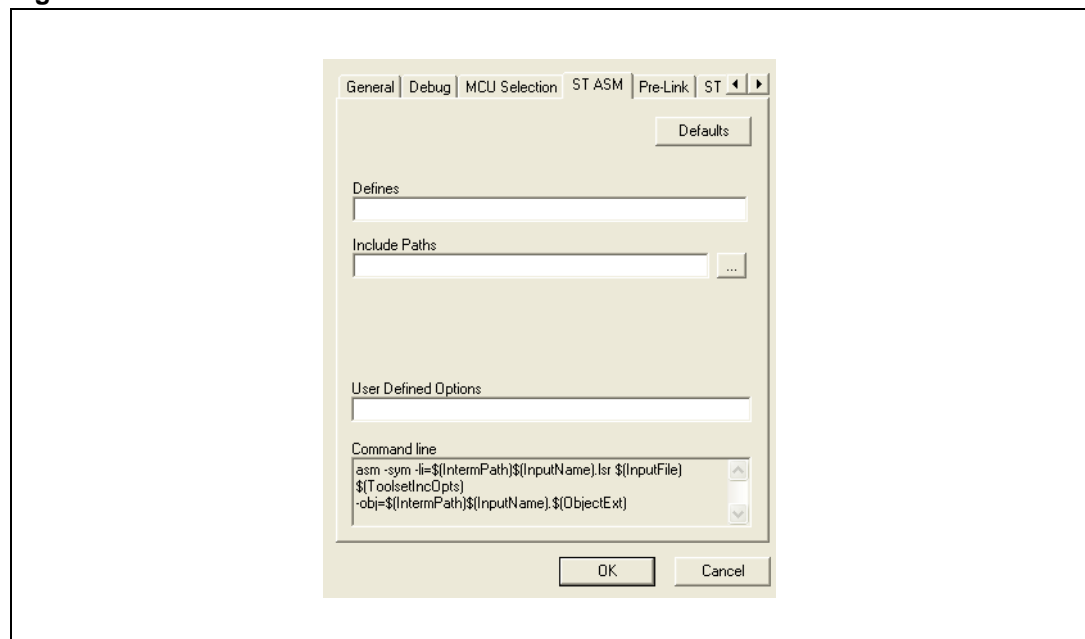 General
Debug
MCU Selection
ST ASM
Pre-Link
ST
Defaults
Defines
Include Paths
...
User Defined Options
Command line
asm -sym -li=$(IntermPath)$(InputName).lsr $(InputFile)
$(ToolsetIncOpts)
-obj=$(IntermPath)$(InputName).$(ObjectExt)
OK
Cancel